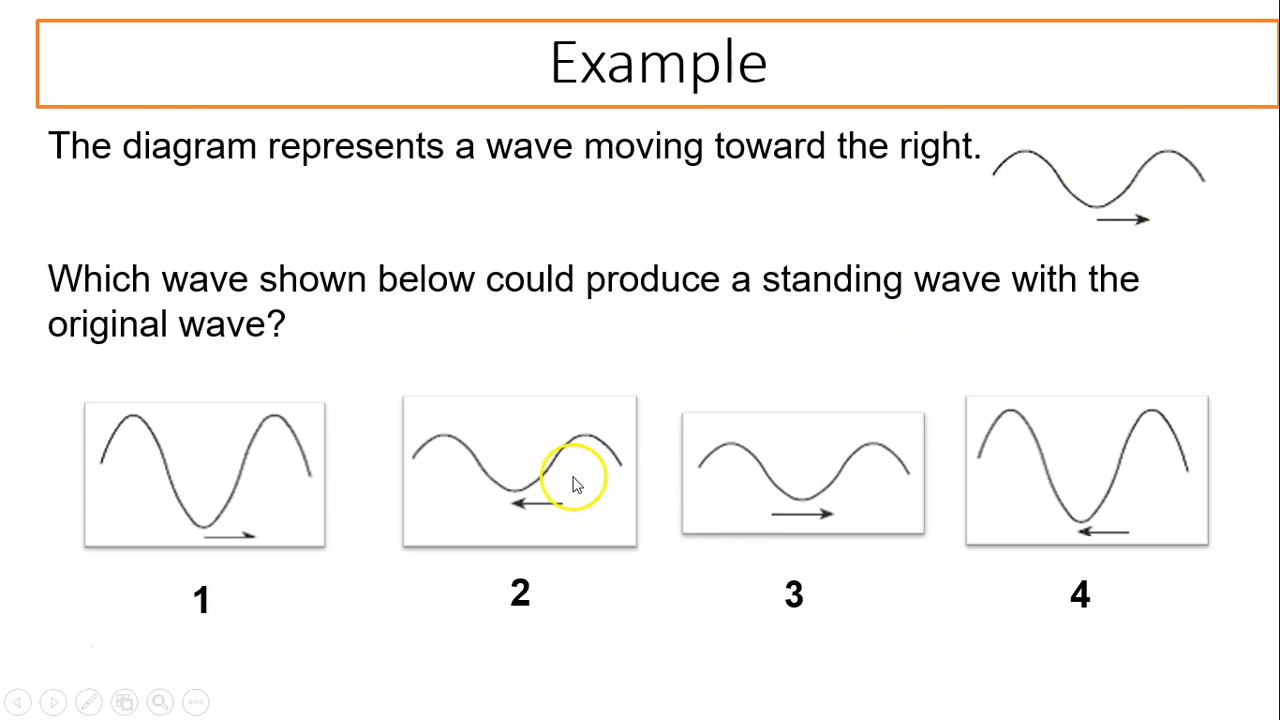 Example
The diagram represents a wave moving toward the right.
Which wave shown below could produce a standing wave with the
original wave?
1
2
3
4